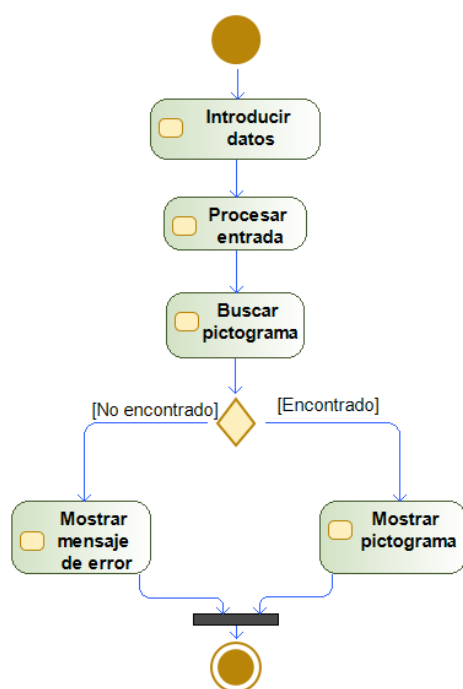 Introducir
datos
Procesar
entrada
Buscar
pictograma
[No encontrado]
[Encontrado]
Mostrar
mensaje
de error
Mostrar
pictograma